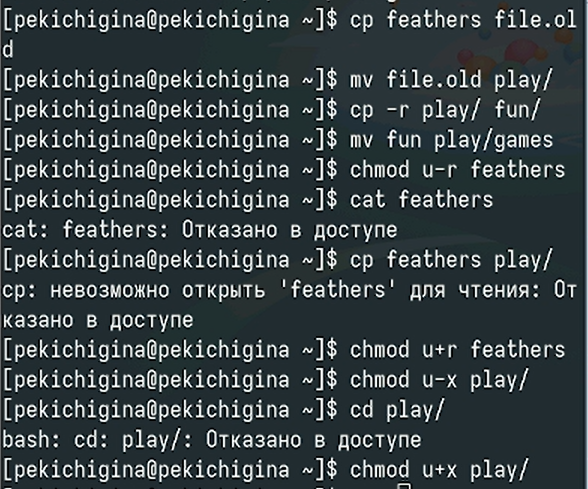 [pekichigina@pekichigina ~]$ cp feathers file.ol
d
[pekichigina@pekichigina ~]$ mv file.old play/
[pekichigina@pekichigina ~]$ cp -r play/ fun/
[pekichigina@pekichigina ~]$ mv fun play/games
[pekichigina@pekichigina ~]$ chmod u-r feathers
[pekichigina@pekichigina ~]$ cat feathers
cat: feathers: Отказано в доступе
[pekichigina@pekichigina ~]$ cp feathers play/
cp: невозможно открыть 'feathers' для чтения: От
казано в доступе
[pekichigina@pekichigina ~]$ chmod u+r feathers
[pekichigina@pekichigina ~]$ chmod u-x play/
[pekichigina@pekichigina ~]$ cd play/
bash: cd: play/: Отказано в доступе
[pekichigina@pekichigina ~]$ chmod u+x play/